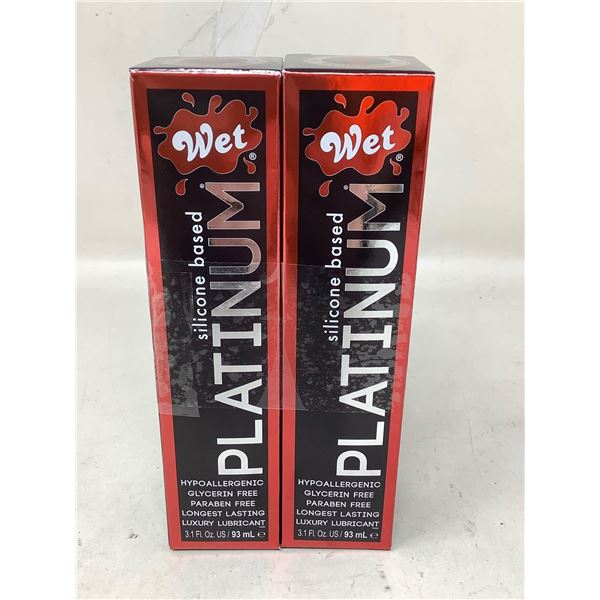 Wet®
silicone based
PLATINUM®
HYPOALLERGENIC
GLYCERIN FREE
PARABEN FREE
LONGEST LASTING
LUXURY LUBRICANT
3.1 Fl. Oz. US / 93 mL ℮
Wet®
silicone based
PLATINUM®
HYPOALLERGENIC
GLYCERIN FREE
PARABEN FREE
LONGEST LASTING
LUXURY LUBRICANT
3.1 Fl. Oz. US / 93 mL ℮